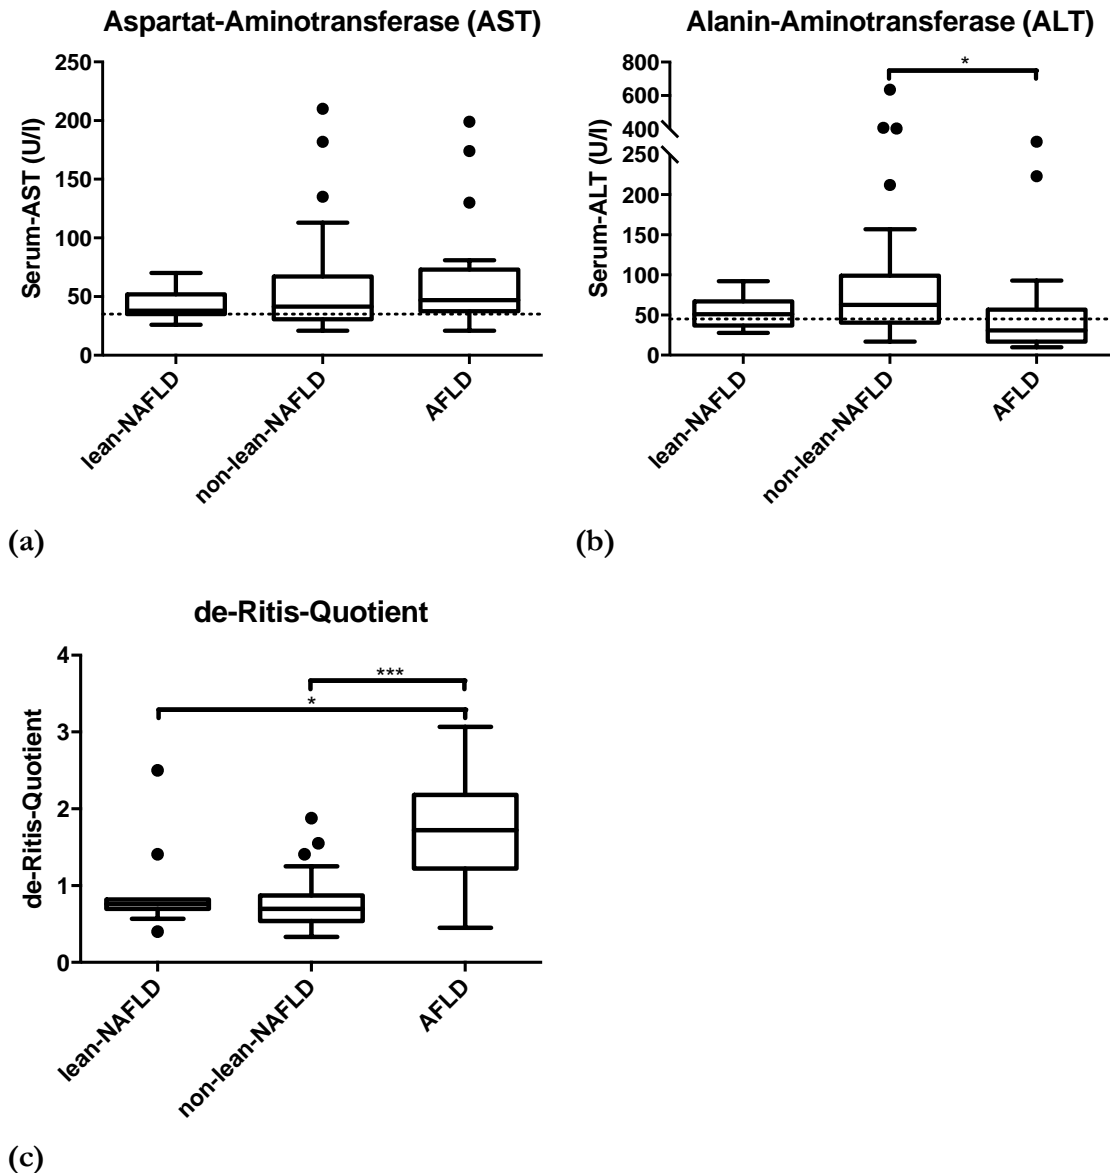 Aspartat-Aminotransferase (AST)
Serum-AST (U/l)
250
200
150
100
50
0
lean-NAFLD
non-lean-NAFLD
AFLD
(a)
Alanin-Aminotransferase (ALT)
Serum-ALT (U/l)
800
600
400
250
200
150
100
50
0
*
lean-NAFLD
non-lean-NAFLD
AFLD
(b)
de-Ritis-Quotient
de-Ritis-Quotient
4
3
2
1
0
***
*
lean-NAFLD
non-lean-NAFLD
AFLD
(c)